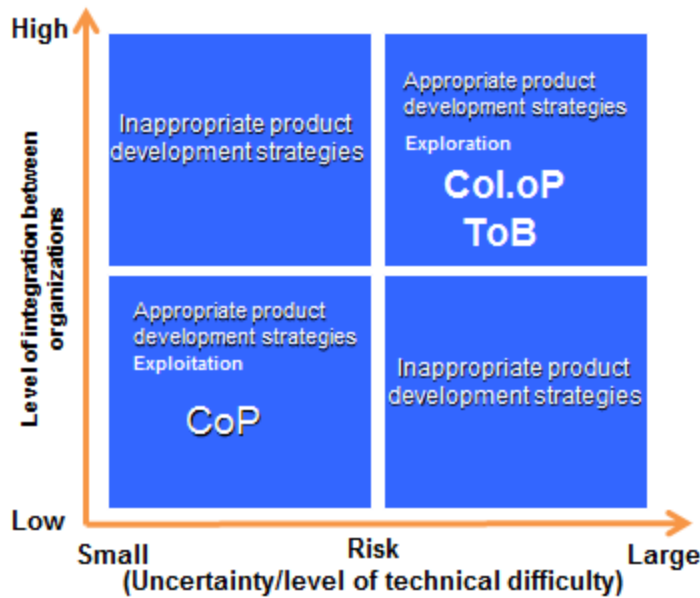 High
Inappropriate product
development strategies
Appropriate product
development strategies
Exploration
Col.oP
ToB
Level of integration between
organizations
Appropriate product
development strategies
Exploitation
CoP
Inappropriate product
development strategies
Low
Small
Risk
Large
(Uncertainty/level of technical difficulty)